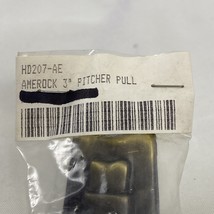 HD207-AE
AMEROCK 3" PITCHER PULL